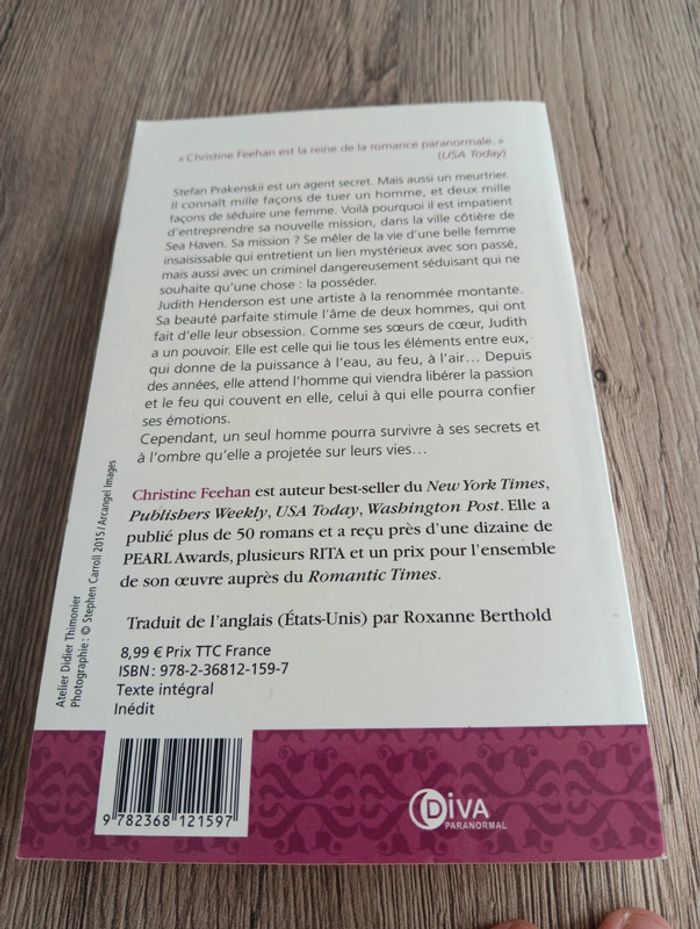 « Christine Feehan est la reine de la romance paranormale. »
(USA Today)
Stefan Prakenskii est un agent secret. Mais aussi un meurtrier.
Il connaît mille façons de tuer un homme, et deux mille
façons de séduire une femme. Voilà pourquoi il est impatient
d'entreprendre sa nouvelle mission, dans la ville côtière de
Sea Haven. Sa mission ? Se mêler de la vie d'une belle femme
insaisissable qui entretient un lien mystérieux avec son passé,
mais aussi avec un criminel dangereusement séduisant qui ne
souhaite qu'une chose : la posséder.
Judith Henderson est une artiste à la renommée montante.
Sa beauté parfaite stimule l'âme de deux hommes, qui ont
fait d'elle leur obsession. Comme ses sœurs de cœur, Judith
a un pouvoir. Elle est celle qui lie tous les éléments entre eux,
qui donne de la puissance à l'eau, au feu, à l'air… Depuis
des années, elle attend l'homme qui viendra libérer la passion
et le feu qui couvent en elle, celui à qui elle pourra confier
ses émotions.
Cependant, un seul homme pourra survivre à ses secrets et
à l'ombre qu'elle a projetée sur leurs vies…
Christine Feehan est auteur best-seller du New York Times,
Publishers Weekly, USA Today, Washington Post. Elle a
publié plus de 50 romans et a reçu près d'une dizaine de
PEARL Awards, plusieurs RITA et un prix pour l'ensemble
de son œuvre auprès du Romantic Times.
Traduit de l'anglais (États-Unis) par Roxanne Berthold
8,99 € Prix TTC France
ISBN : 978-2-36812-159-7
Texte intégral
Inédit
Atelier Didier Thimonier
Photographie : © Stephen Carroll 2015 / Arcangel Images
9 782368 121597
DIVA
PARANORMAL